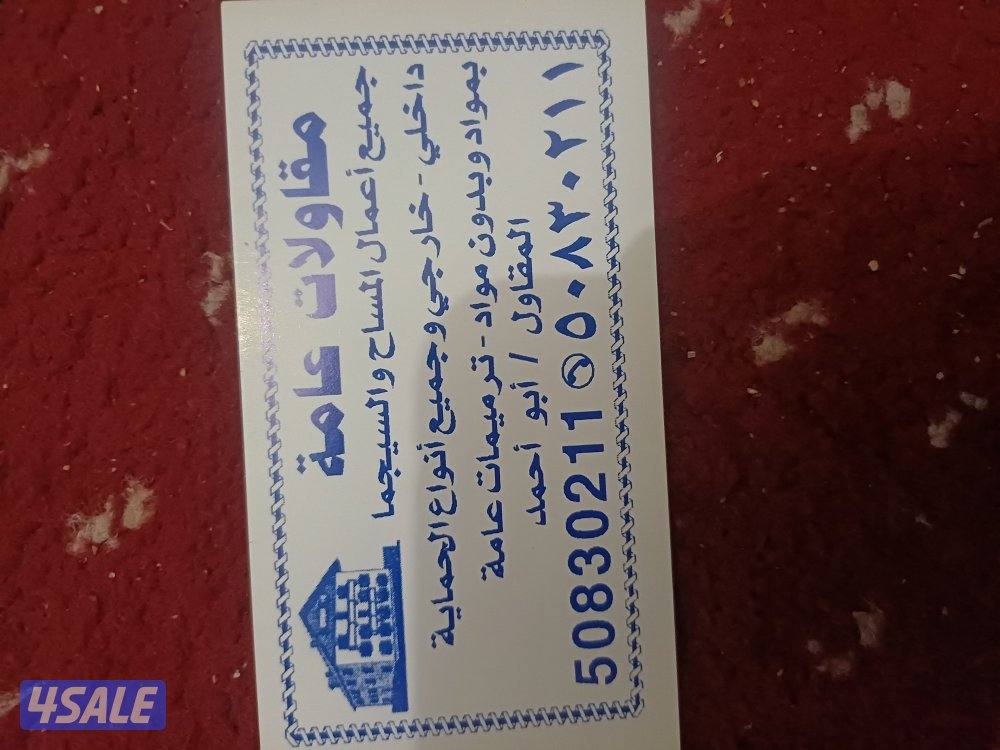 مقاولات عامة
جميع أعمال المساح والسيجما
داخلي - خارجي وجميع أنواع الحماية
بمواد وبدون مواد - ترميمات عامة
المقاول / أبو أحمد
50830211 ٥٠٨٣٠٢١١
4SALE